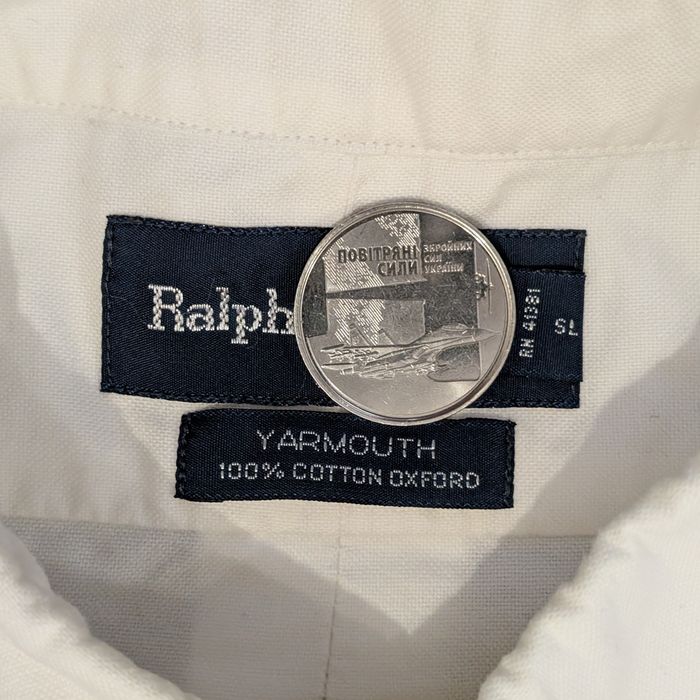 Ralph
ПОВІТРЯНІ
СИЛИ
ЗБРОЙНИХ
СИЛ
УКРАЇНИ
RN 41381
SL
YARMOUTH
100% COTTON OXFORD